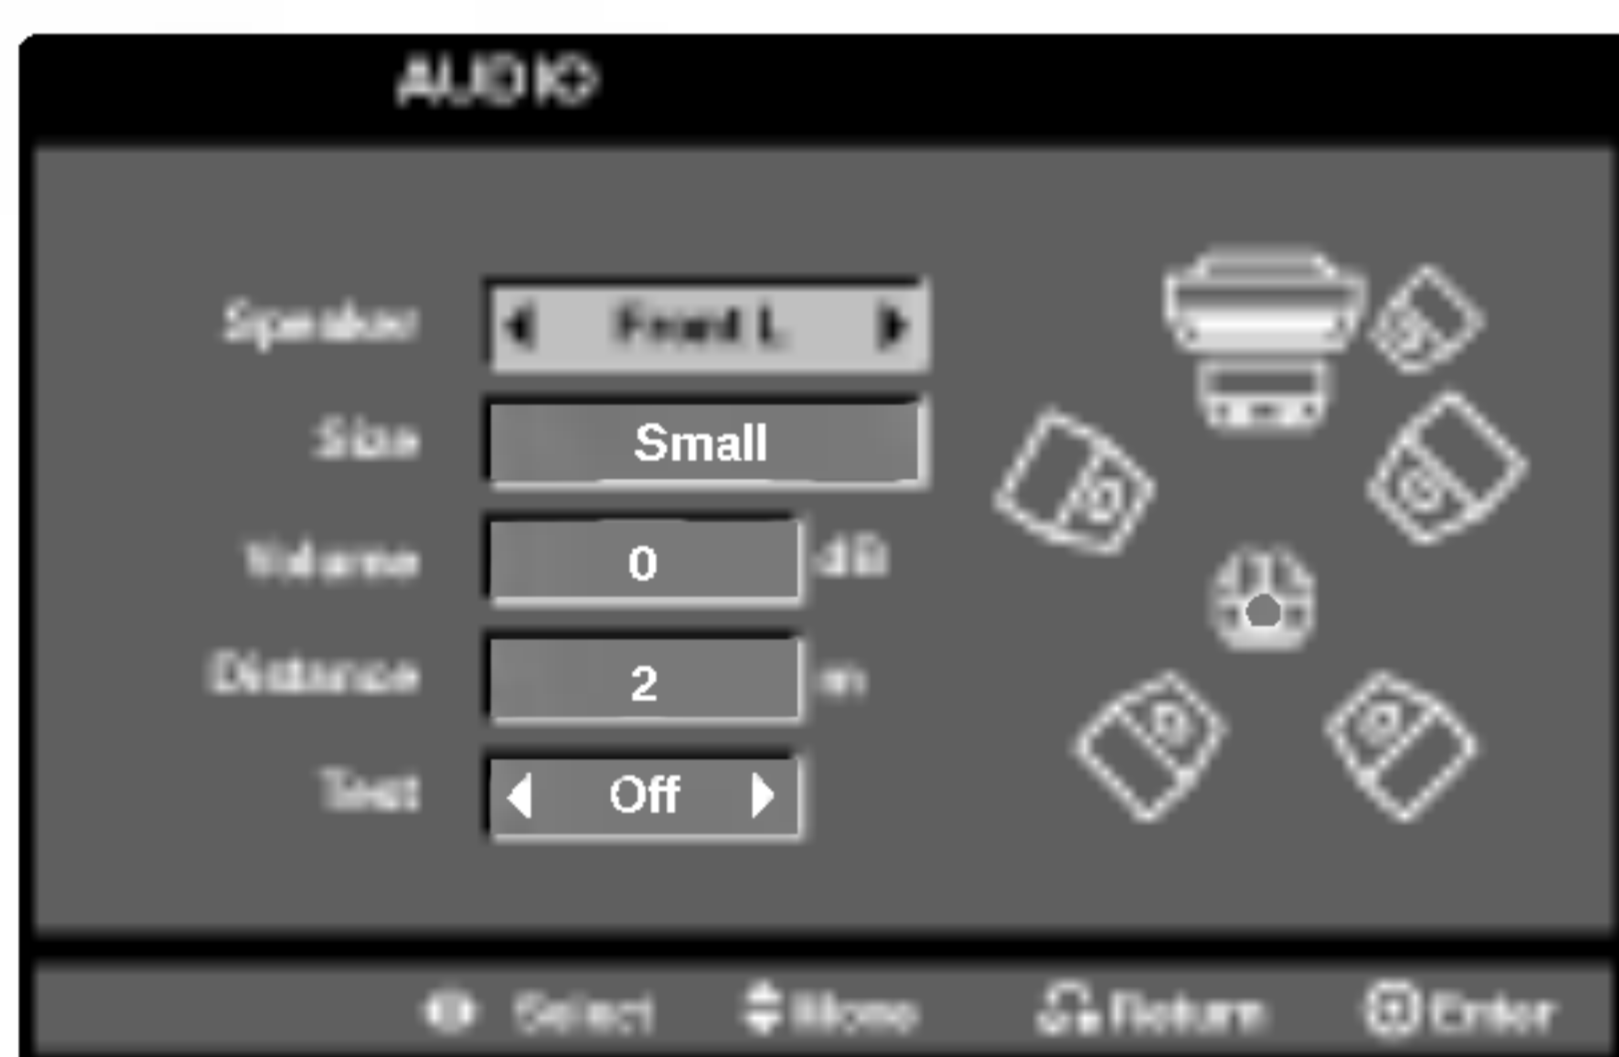 AUDIO
Speaker Front L
Size Small
Volume 0 dB
Distance 2 m
Test Off
Select Move Return Enter